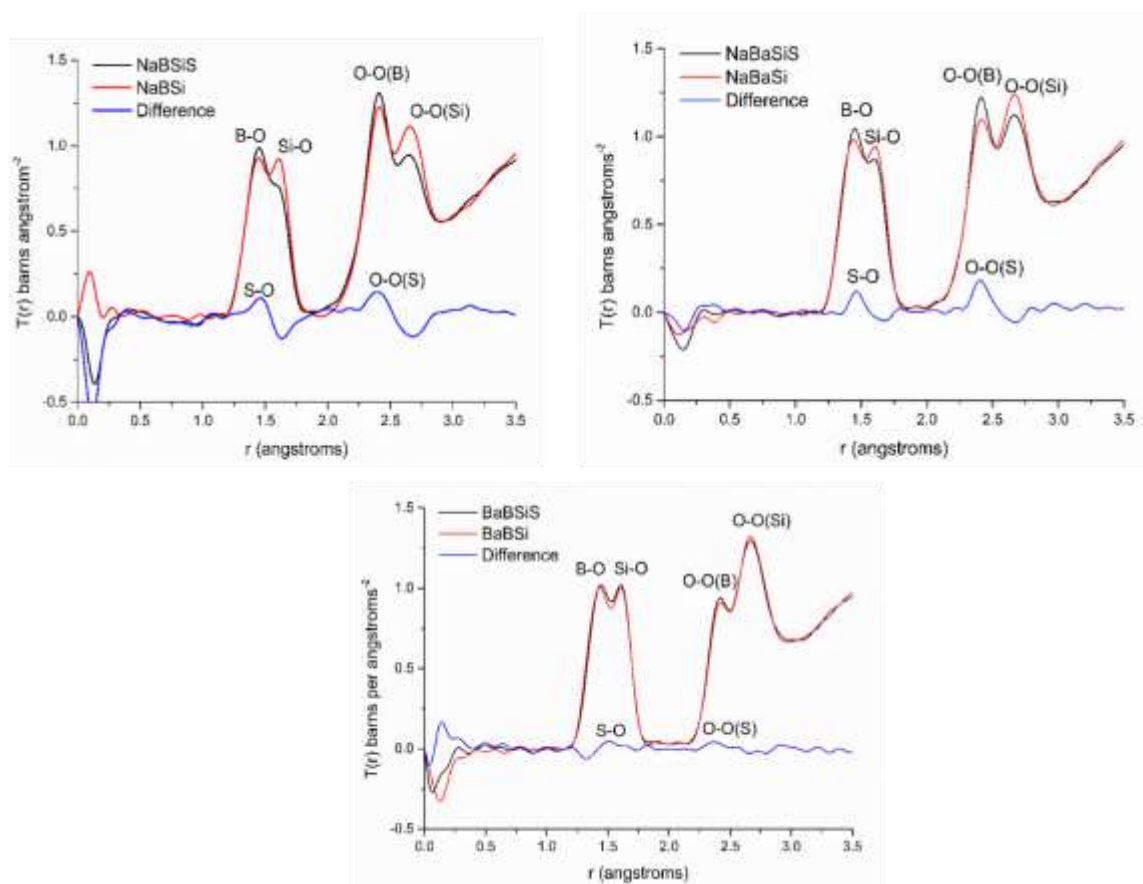 NaBSiS
NaBSi
Difference
O-O(B)
O-O(Si)
B-O
Si-O
S-O
O-O(S)
1.5
1.0
0.5
0.0
-0.5
0.0 0.5 1.0 1.5 2.0 2.5 3.0 3.5
T(r) barns angstrom-2
r (angstroms)
NaBaSiS
NaBaSi
Difference
O-O(B)
O-O(Si)
B-O
Si-O
S-O
O-O(S)
1.5
1.0
0.5
0.0
-0.5
0.0 0.5 1.0 1.5 2.0 2.5 3.0 3.5
T(r) barns angstroms-2
r (angstroms)
BaBSiS
BaBSi
Difference
O-O(Si)
B-O Si-O
O-O(B)
S-O
O-O(S)
1.5
1.0
0.5
0.0
-0.5
0.0 0.5 1.0 1.5 2.0 2.5 3.0 3.5
T(r) barns per angstroms-2
r (angstroms)